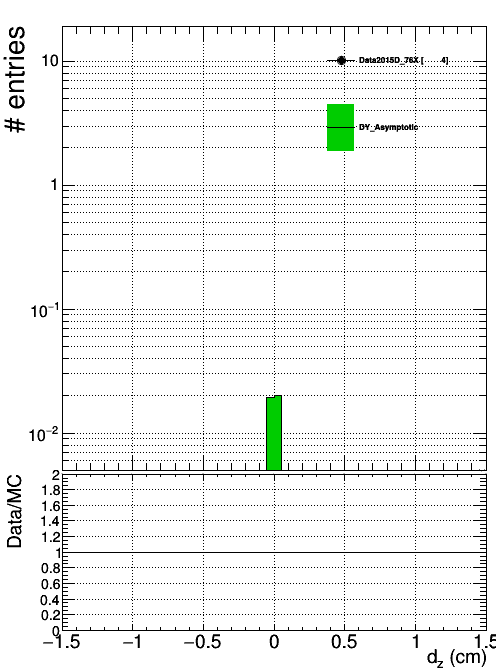 # entries
10
Data2015D_76X [ 4]
DY_Asymptotic
1
10⁻¹
10⁻²
Data/MC
2
1.8
1.6
1.4
1.2
1
0.8
0.6
0.4
0.2
0
−1.5 −1 −0.5 0 0.5 1 1.5
d_z (cm)